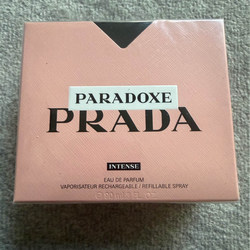 PARADOXE
PRADA
INTENSE
EAU DE PARFUM
VAPORISATEUR RECHARGEABLE / REFILLABLE SPRAY